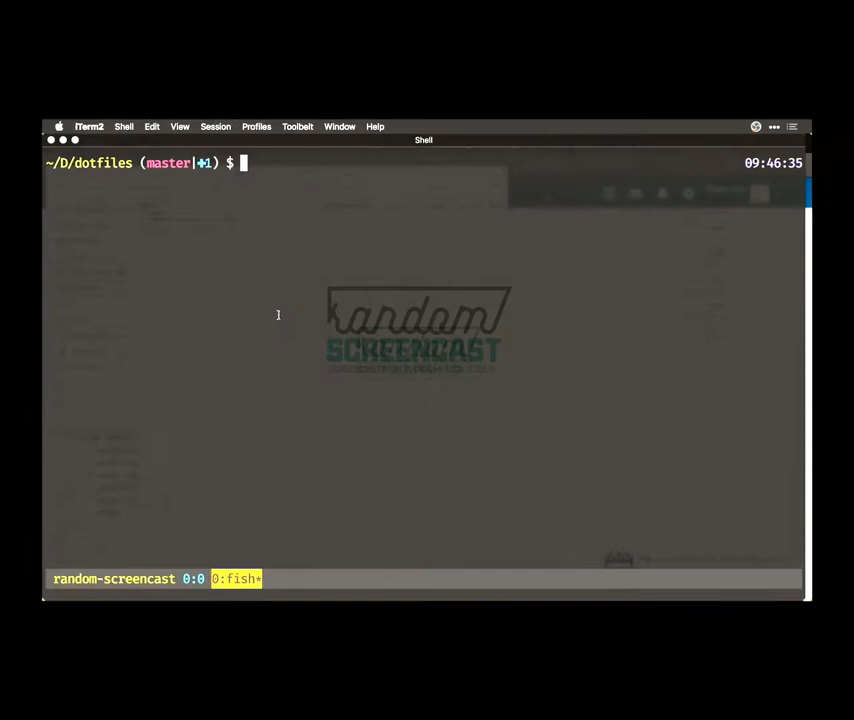 iTerm2 Shell Edit View Session Profiles Toolbelt Window Help
Shell
~/D/dotfiles (master|✚1) $ 09:46:35
Random
SCREENCAST
random-screencast 0:0 0:fish*